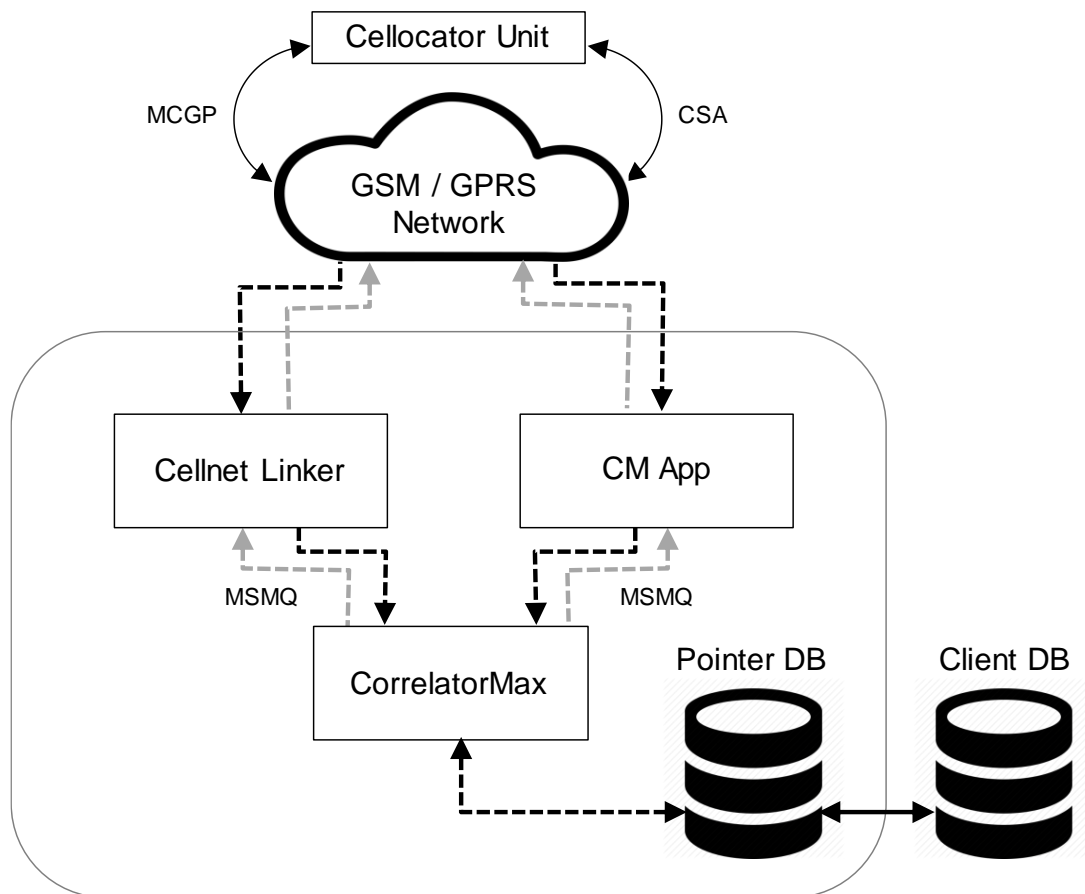 Cellocator Unit
MCGP
CSA
GSM / GPRS
Network
Cellnet Linker
CM App
MSMQ
MSMQ
CorrelatorMax
Pointer DB
Client DB